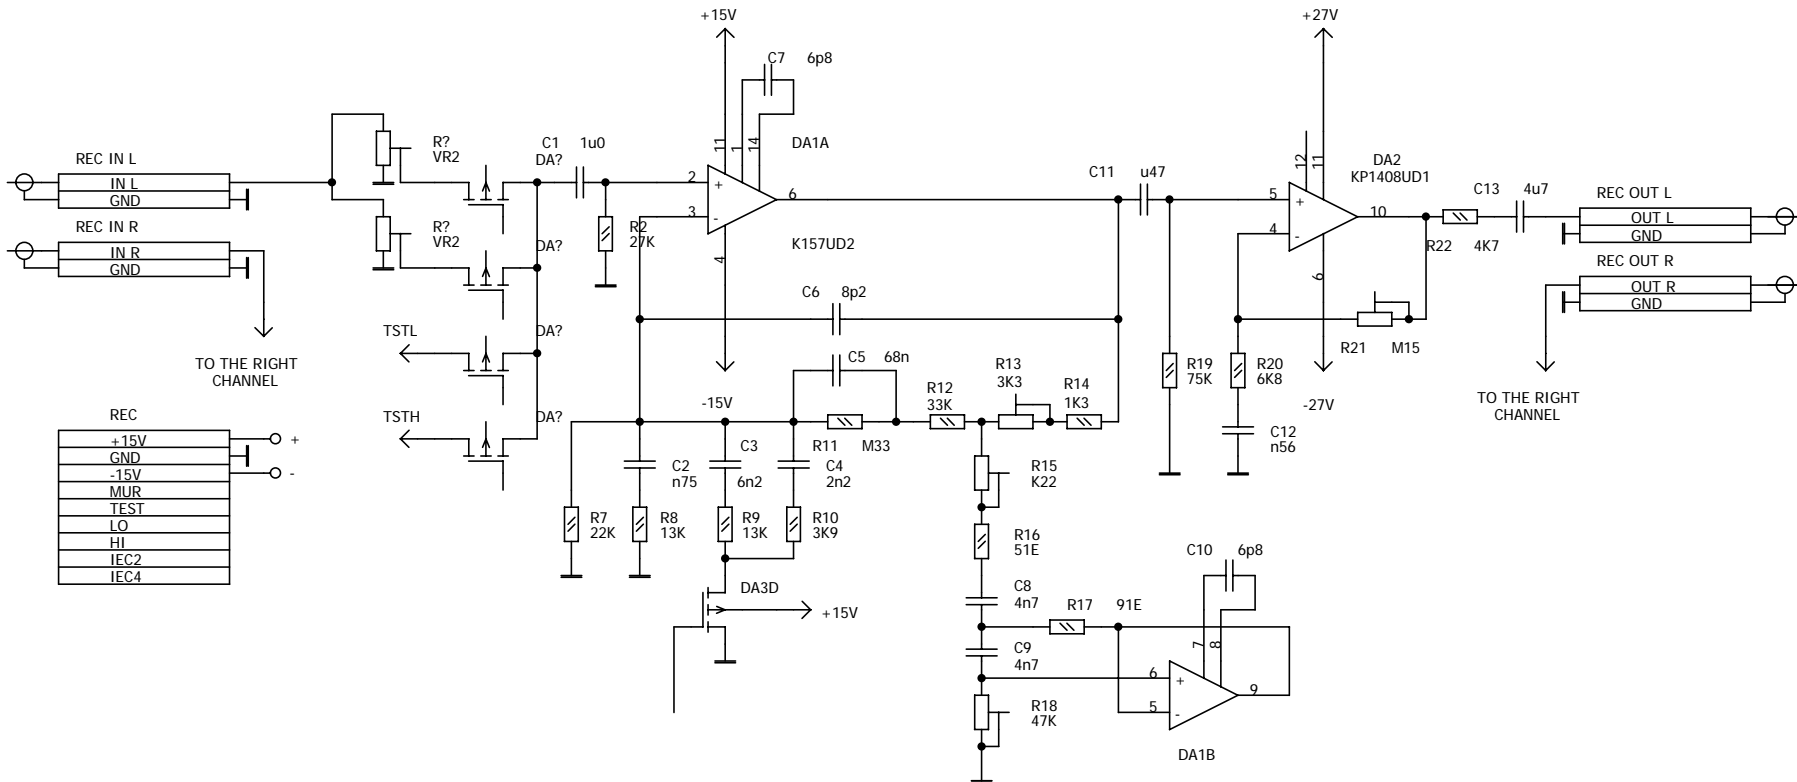 +15V
+27V
C7 6p8
11
1
14
DA1A
REC IN L
IN L
GND
REC IN R
IN R
GND
TO THE RIGHT
CHANNEL
R?
VR2
R?
VR2
C1 1u0
DA?
DA?
DA?
DA?
TSTL
TSTH
R2
27K
2
3
+
-
6
4
K157UD2
-15V
C6 8p2
C5 68n
C11 u47
12
11
DA2
KP1408UD1
5
4
+
-
10
6
C13 4u7
R22 4K7
REC OUT L
OUT L
GND
REC OUT R
OUT R
GND
TO THE RIGHT
CHANNEL
R21 M15
R19
75K
R20
6K8
C12
n56
-27V
REC
+15V
GND
-15V
MUR
TEST
LO
HI
IEC2
IEC4
+
-
R11 M33
R12
33K
R13
3K3
R14
1K3
C2
n75
C3
6n2
C4
2n2
R7
22K
R8
13K
R9
13K
R10
3K9
DA3D
+15V
R15
K22
R16
51E
C8
4n7
C9
4n7
R17 91E
R18
47K
C10 6p8
7
8
6
5
+
-
9
DA1B